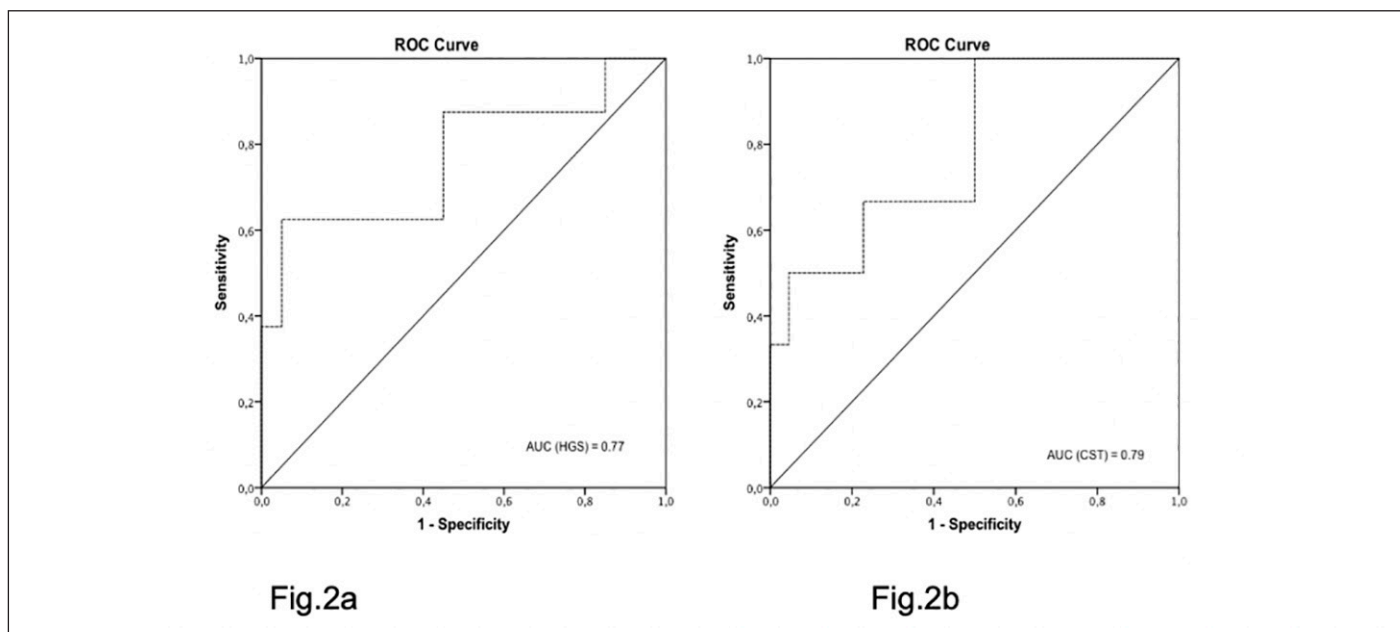 ROC Curve
1,0
0,8
0,6
0,4
0,2
0,0
Sensitivity
0,0 0,2 0,4 0,6 0,8 1,0
1 - Specificity
AUC (HGS) = 0.77
Fig.2a
ROC Curve
1,0
0,8
0,6
0,4
0,2
0,0
Sensitivity
0,0 0,2 0,4 0,6 0,8 1,0
1 - Specificity
AUC (CST) = 0.79
Fig.2b